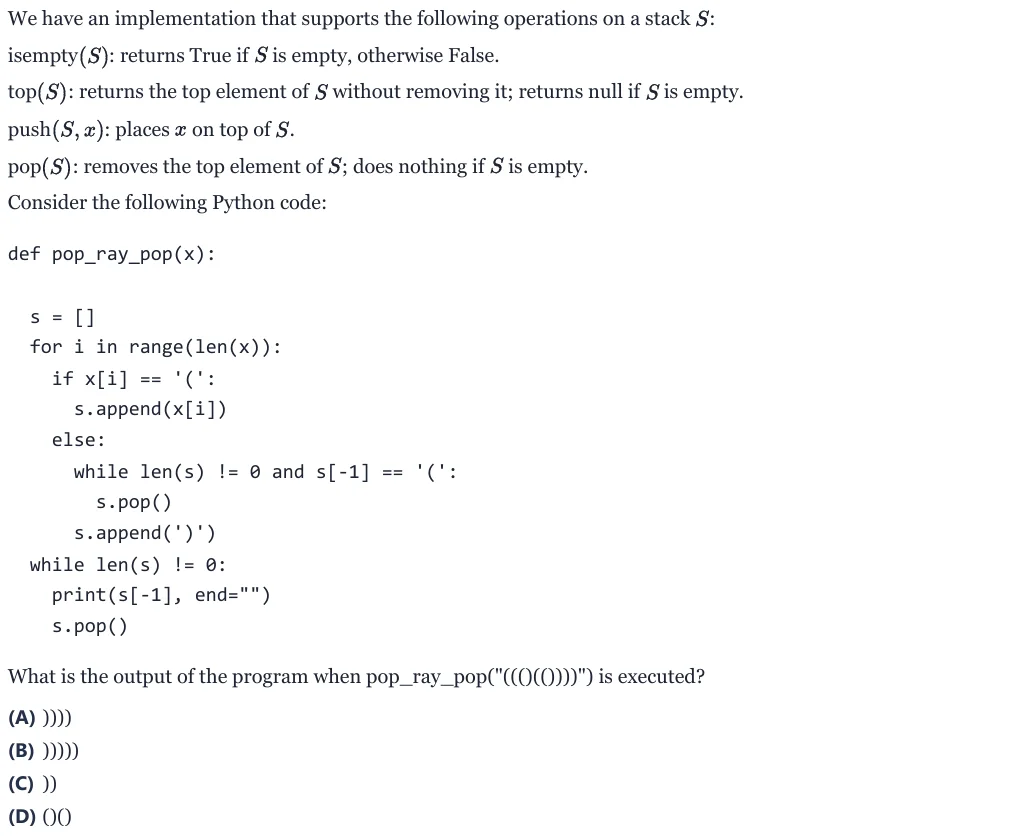 We have an implementation that supports the following operations on a stack S:
isempty(S): returns True if S is empty, otherwise False.
top(S): returns the top element of S without removing it; returns null if S is empty.
push(S, x): places x on top of S.
pop(S): removes the top element of S; does nothing if S is empty.
Consider the following Python code:
def pop_ray_pop(x):
s = []
for i in range(len(x)):
if x[i] == '(':
s.append(x[i])
else:
while len(s) != 0 and s[-1] == '(':
s.pop()
s.append(')')
while len(s) != 0:
print(s[-1], end="")
s.pop()
What is the output of the program when pop_ray_pop("((()(())))") is executed?
(A) ))))
(B) )))))
(C) ))
(D) ()()